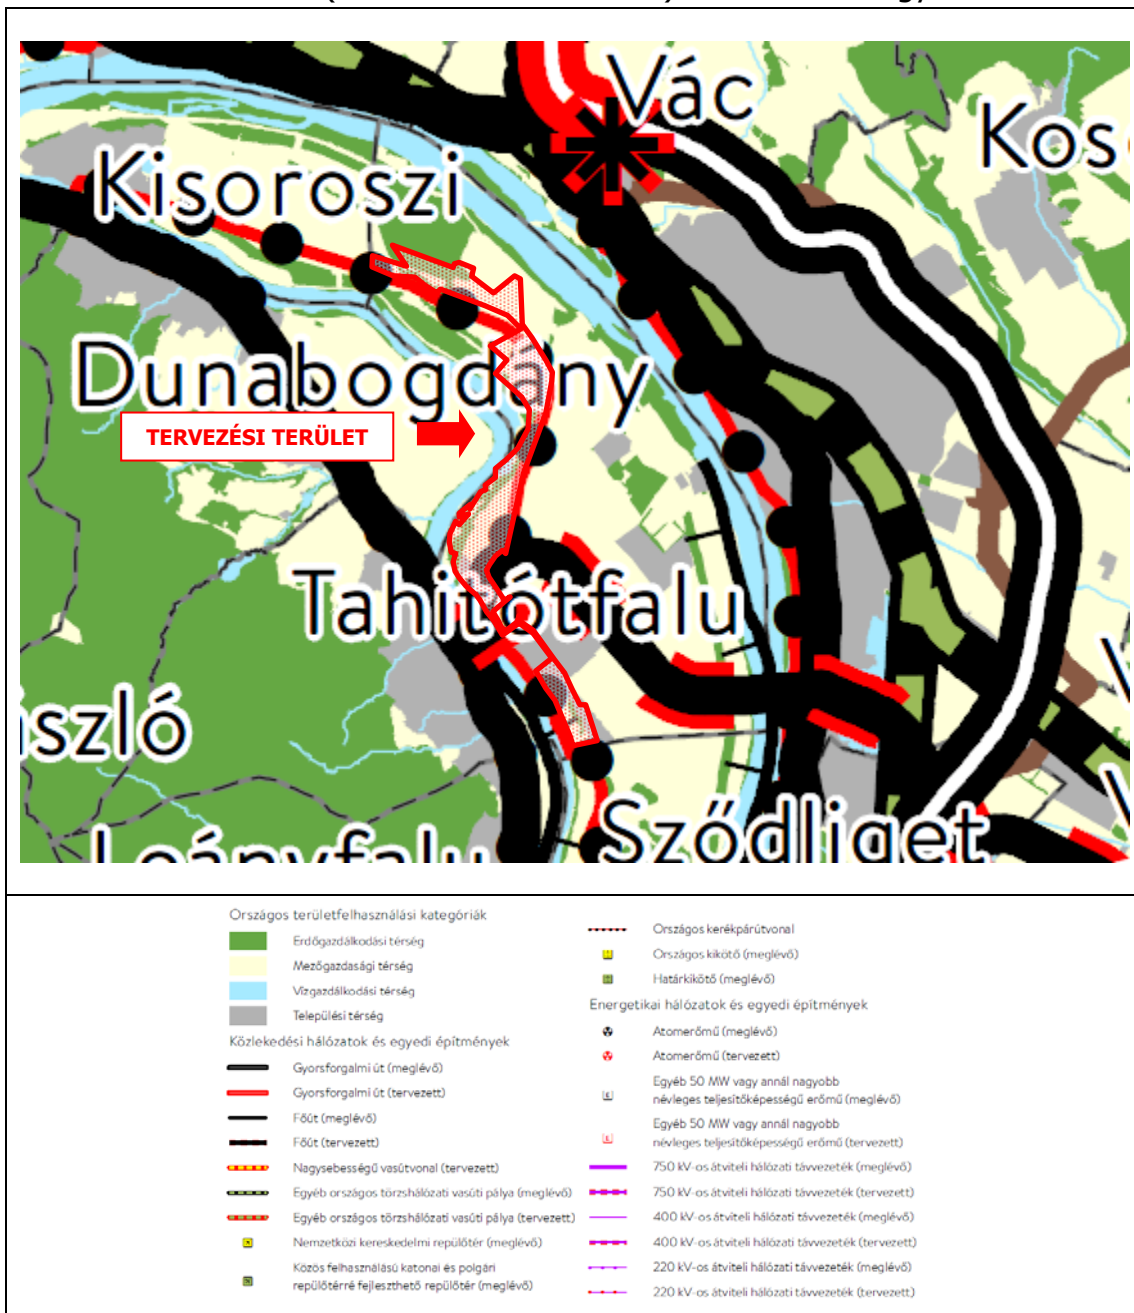 Vác
Kos
Kisoroszi
Dunabogdány
TERVEZÉSI TERÜLET
Tahitótfalu
szló
Sződliget
Leányfalu
Országos területfelhasználási kategóriák
Erdőgazdálkodási térség
Mezőgazdasági térség
Vízgazdálkodási térség
Települési térség
Közlekedési hálózatok és egyedi építmények
Gyorsforgalmi út (meglévő)
Gyorsforgalmi út (tervezett)
Főút (meglévő)
Főút (tervezett)
Nagysebességű vasútvonal (tervezett)
Egyéb országos törzshálózati vasúti pálya (meglévő)
Egyéb országos törzshálózati vasúti pálya (tervezett)
Nemzetközi kereskedelmi repülőtér (meglévő)
Közös felhasználású katonai és polgári
repülőtérré fejleszthető repülőtér (meglévő)
Országos kerékpárútvonal
Országos kikötő (meglévő)
Határkikötő (meglévő)
Energetikai hálózatok és egyedi építmények
Atomerőmű (meglévő)
Atomerőmű (tervezett)
Egyéb 50 MW vagy annál nagyobb
névleges teljesítőképességű erőmű (meglévő)
Egyéb 50 MW vagy annál nagyobb
névleges teljesítőképességű erőmű (tervezett)
750 kV-os átviteli hálózati távvezeték (meglévő)
750 kV-os átviteli hálózati távvezeték (tervezett)
400 kV-os átviteli hálózati távvezeték (meglévő)
400 kV-os átviteli hálózati távvezeték (tervezett)
220 kV-os átviteli hálózati távvezeték (meglévő)
220 kV-os átviteli hálózati távvezeték (tervezett)